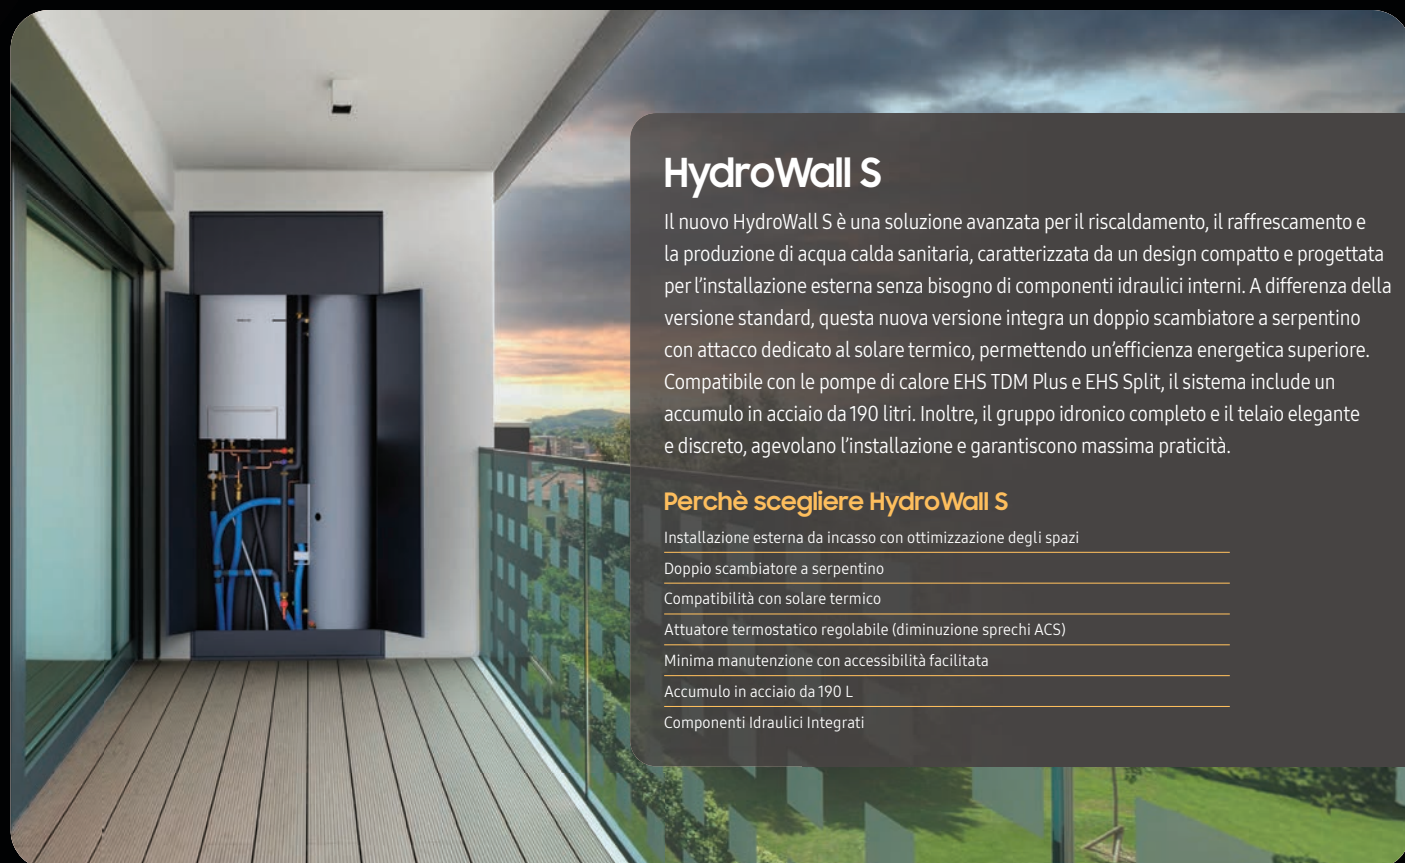 HydroWall S
Il nuovo HydroWall S è una soluzione avanzata per il riscaldamento, il raffrescamento e
la produzione di acqua calda sanitaria, caratterizzata da un design compatto e progettata
per l'installazione esterna senza bisogno di componenti idraulici interni. A differenza della
versione standard, questa nuova versione integra un doppio scambiatore a serpentino
con attacco dedicato al solare termico, permettendo un'efficienza energetica superiore.
Compatibile con le pompe di calore EHS TDM Plus e EHS Split, il sistema include un
accumulo in acciaio da 190 litri. Inoltre, il gruppo idronico completo e il telaio elegante
e discreto, agevolano l'installazione e garantiscono massima praticità.
Perchè scegliere HydroWall S
Installazione esterna da incasso con ottimizzazione degli spazi
Doppio scambiatore a serpentino
Compatibilità con solare termico
Attuatore termostatico regolabile (diminuzione sprechi ACS)
Minima manutenzione con accessibilità facilitata
Accumulo in acciaio da 190 L
Componenti Idraulici Integrati